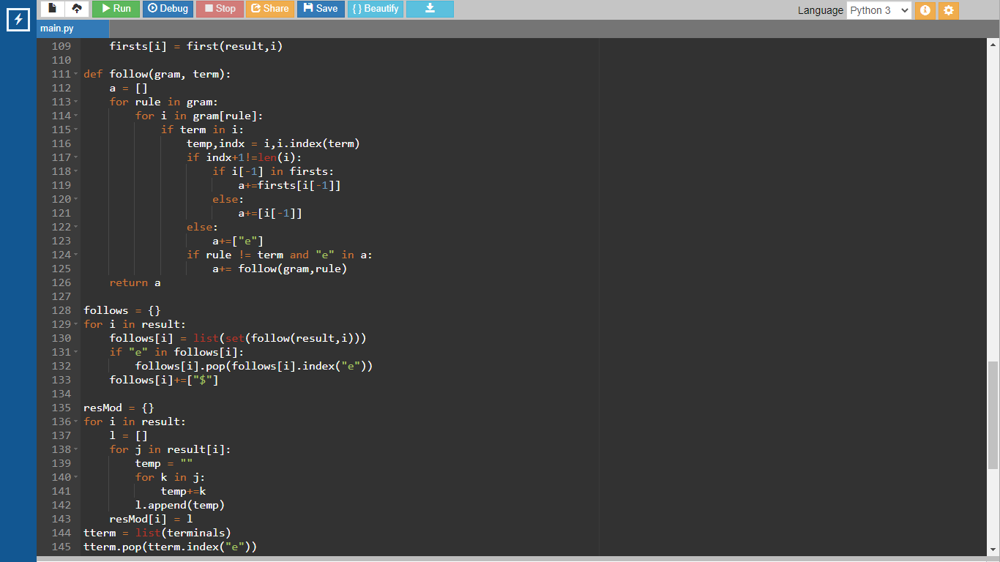 Run Debug Stop Share Save { } Beautify Language Python 3
main.py
109     firsts[i] = first(result,i)
110
111 def follow(gram, term):
112     a = []
113     for rule in gram:
114         for i in gram[rule]:
115             if term in i:
116                 temp,indx = i,i.index(term)
117                 if indx+1!=len(i):
118                     if i[-1] in firsts:
119                         a+=firsts[i[-1]]
120                     else:
121                         a+=[i[-1]]
122                 else:
123                     a+=["e"]
124                 if rule != term and "e" in a:
125                     a+= follow(gram,rule)
126     return a
127
128 follows = {}
129 for i in result:
130     follows[i] = list(set(follow(result,i)))
131     if "e" in follows[i]:
132         follows[i].pop(follows[i].index("e"))
133     follows[i]+=["$"]
134
135 resMod = {}
136 for i in result:
137     l = []
138     for j in result[i]:
139         temp = ""
140         for k in j:
141             temp+=k
142         l.append(temp)
143     resMod[i] = l
144 tterm = list(terminals)
145 tterm.pop(tterm.index("e"))